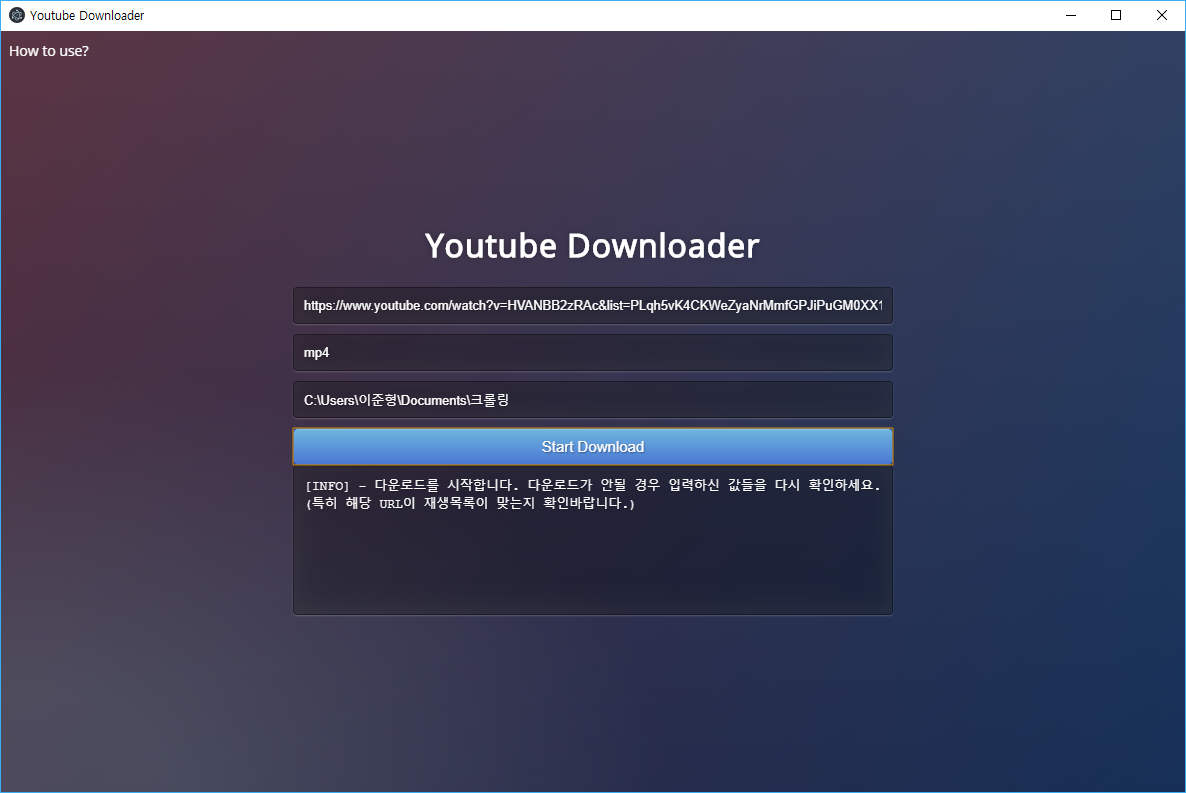 Youtube Downloader
How to use?
Youtube Downloader
https://www.youtube.com/watch?v=HVANBB2zRAc&list=PLqh5vK4CKWeZyaNrMmfGPJiPuGM0XX1
mp4
C:\Users\이준형\Documents\크롤링
Start Download
[INFO] - 다운로드를 시작합니다. 다운로드가 안될 경우 입력하신 값들을 다시 확인하세요.
(특히 해당 URL이 재생목록이 맞는지 확인바랍니다.)